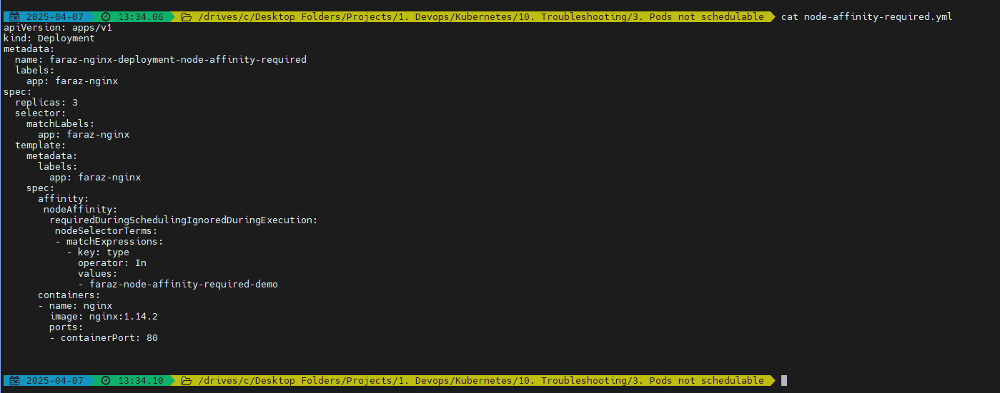 2025-04-07 13:34.06 /drives/c/Desktop Folders/Projects/1. Devops/Kubernetes/10. Troubleshooting/3. Pods not schedulable cat node-affinity-required.yml
apiVersion: apps/v1
kind: Deployment
metadata:
  name: faraz-nginx-deployment-node-affinity-required
  labels:
    app: faraz-nginx
spec:
  replicas: 3
  selector:
    matchLabels:
      app: faraz-nginx
  template:
    metadata:
      labels:
        app: faraz-nginx
    spec:
      affinity:
       nodeAffinity:
        requiredDuringSchedulingIgnoredDuringExecution:
         nodeSelectorTerms:
         - matchExpressions:
           - key: type
             operator: In
             values:
             - faraz-node-affinity-required-demo
      containers:
      - name: nginx
        image: nginx:1.14.2
        ports:
        - containerPort: 80
2025-04-07 13:34.10 /drives/c/Desktop Folders/Projects/1. Devops/Kubernetes/10. Troubleshooting/3. Pods not schedulable